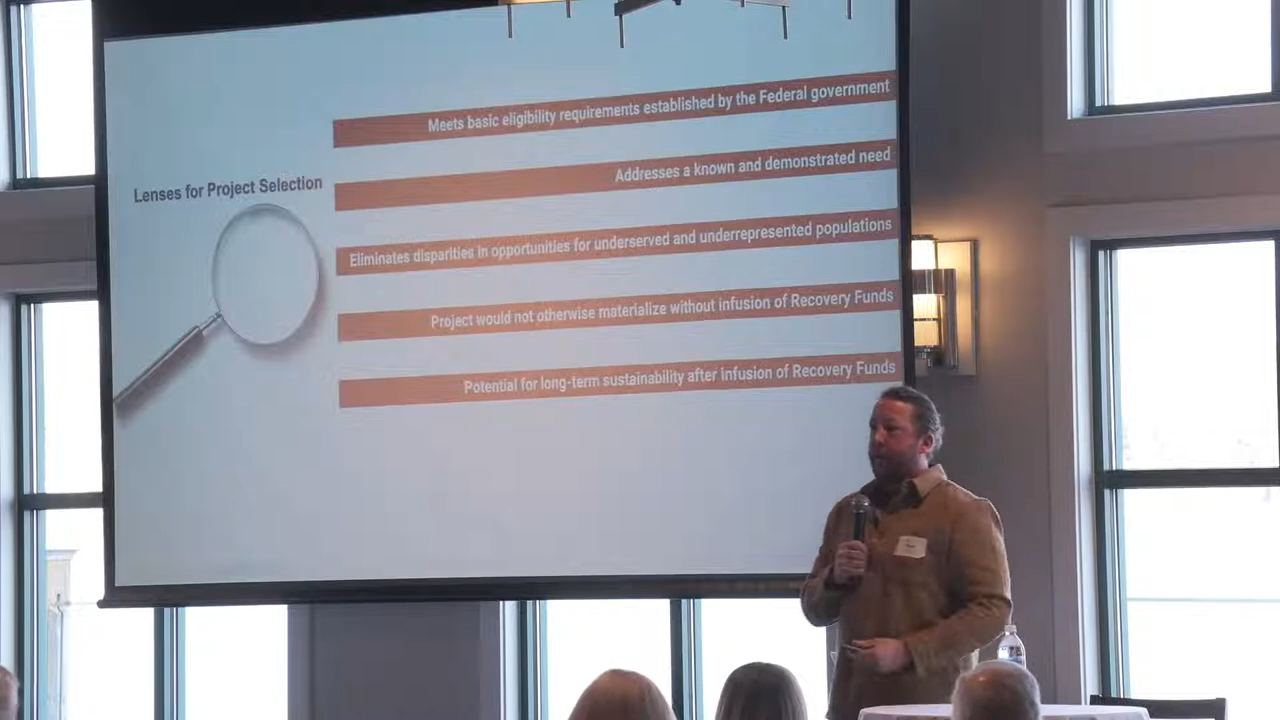 Lenses for Project Selection
Meets basic eligibility requirements established by the Federal government
Addresses a known and demonstrated need
Eliminates disparities in opportunities for underserved and underrepresented populations
Project would not otherwise materialize without infusion of Recovery Funds
Potential for long-term sustainability after infusion of Recovery Funds